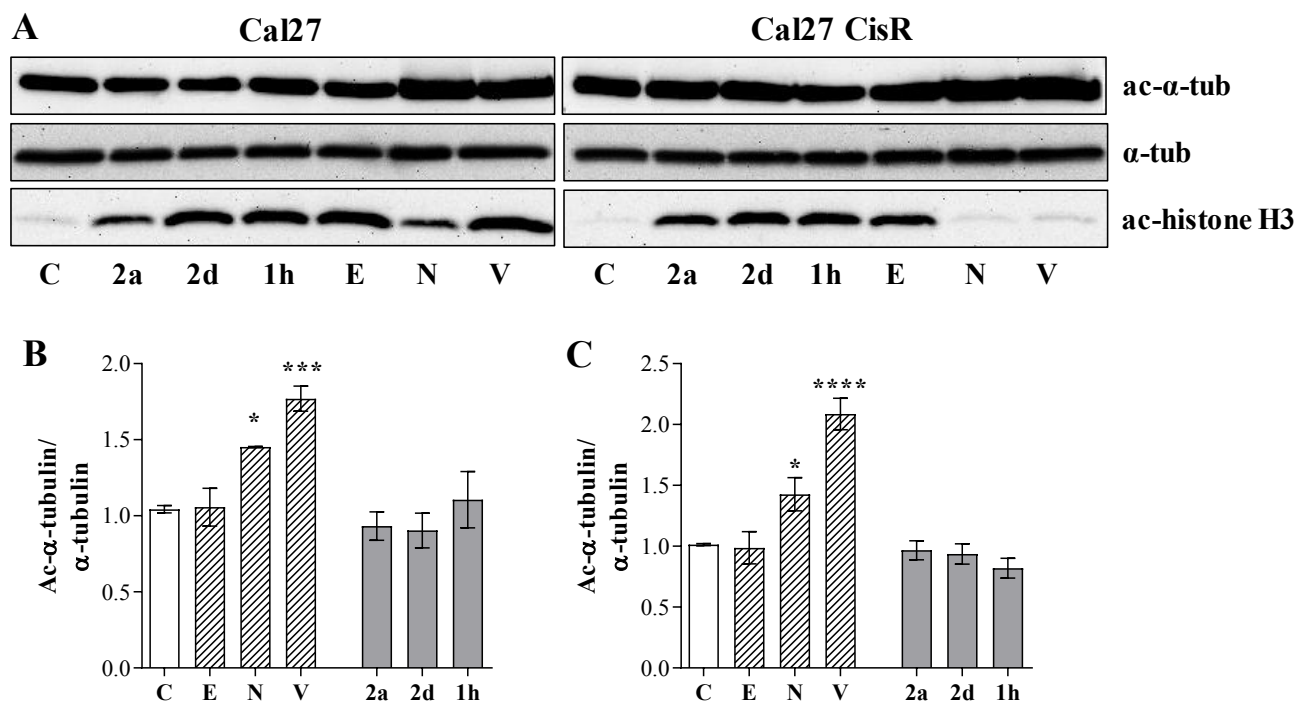 A
Cal27
Cal27 CisR
ac-α-tub
α-tub
ac-histone H3
C 2a 2d 1h E N V
C 2a 2d 1h E N V
B
Ac-α-tubulin/
α-tubulin
2.0
1.5
1.0
0.5
0.0
*
***
C E N V 2a 2d 1h
C
Ac-α-tubulin/
α-tubulin
2.5
2.0
1.5
1.0
0.5
0.0
*
****
C E N V 2a 2d 1h